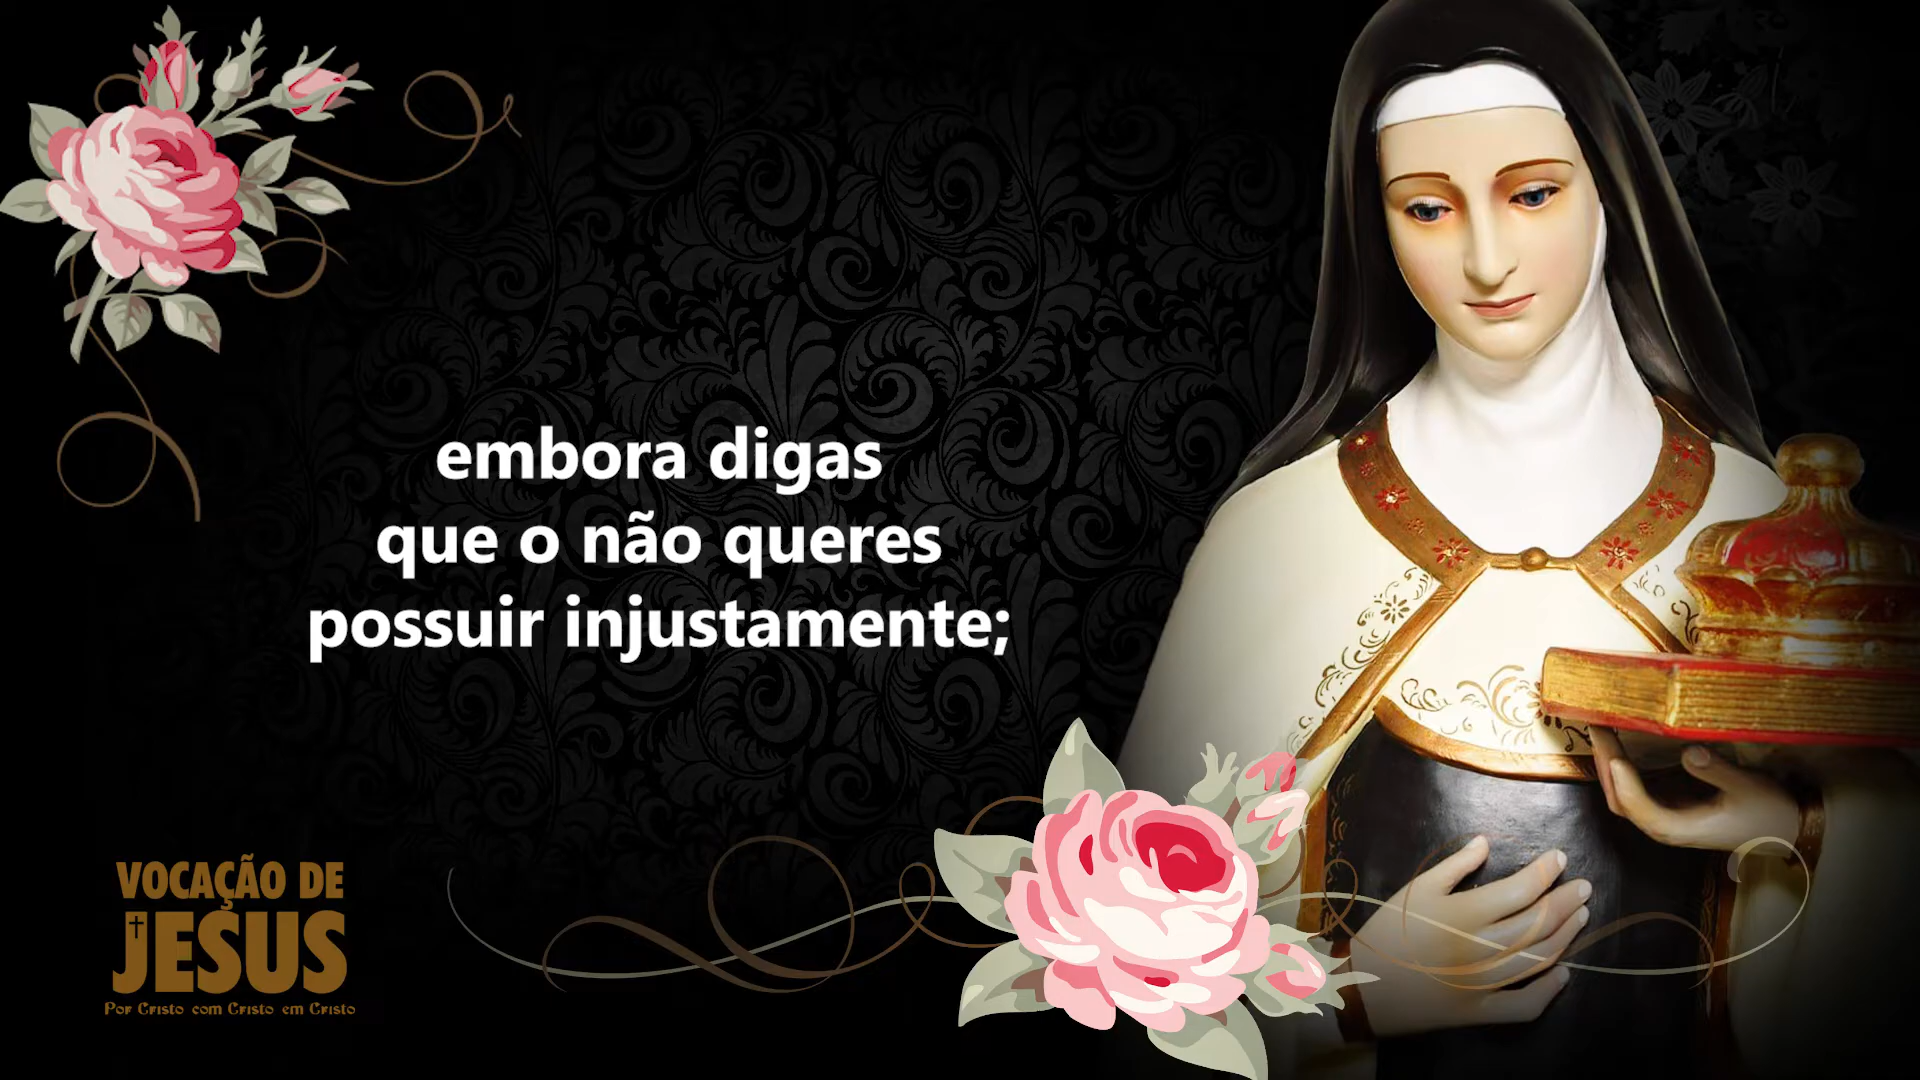 embora digas
que o não queres
possuir injustamente;
VOCAÇÃO DE
JESUS
Por Cristo com Cristo em Cristo